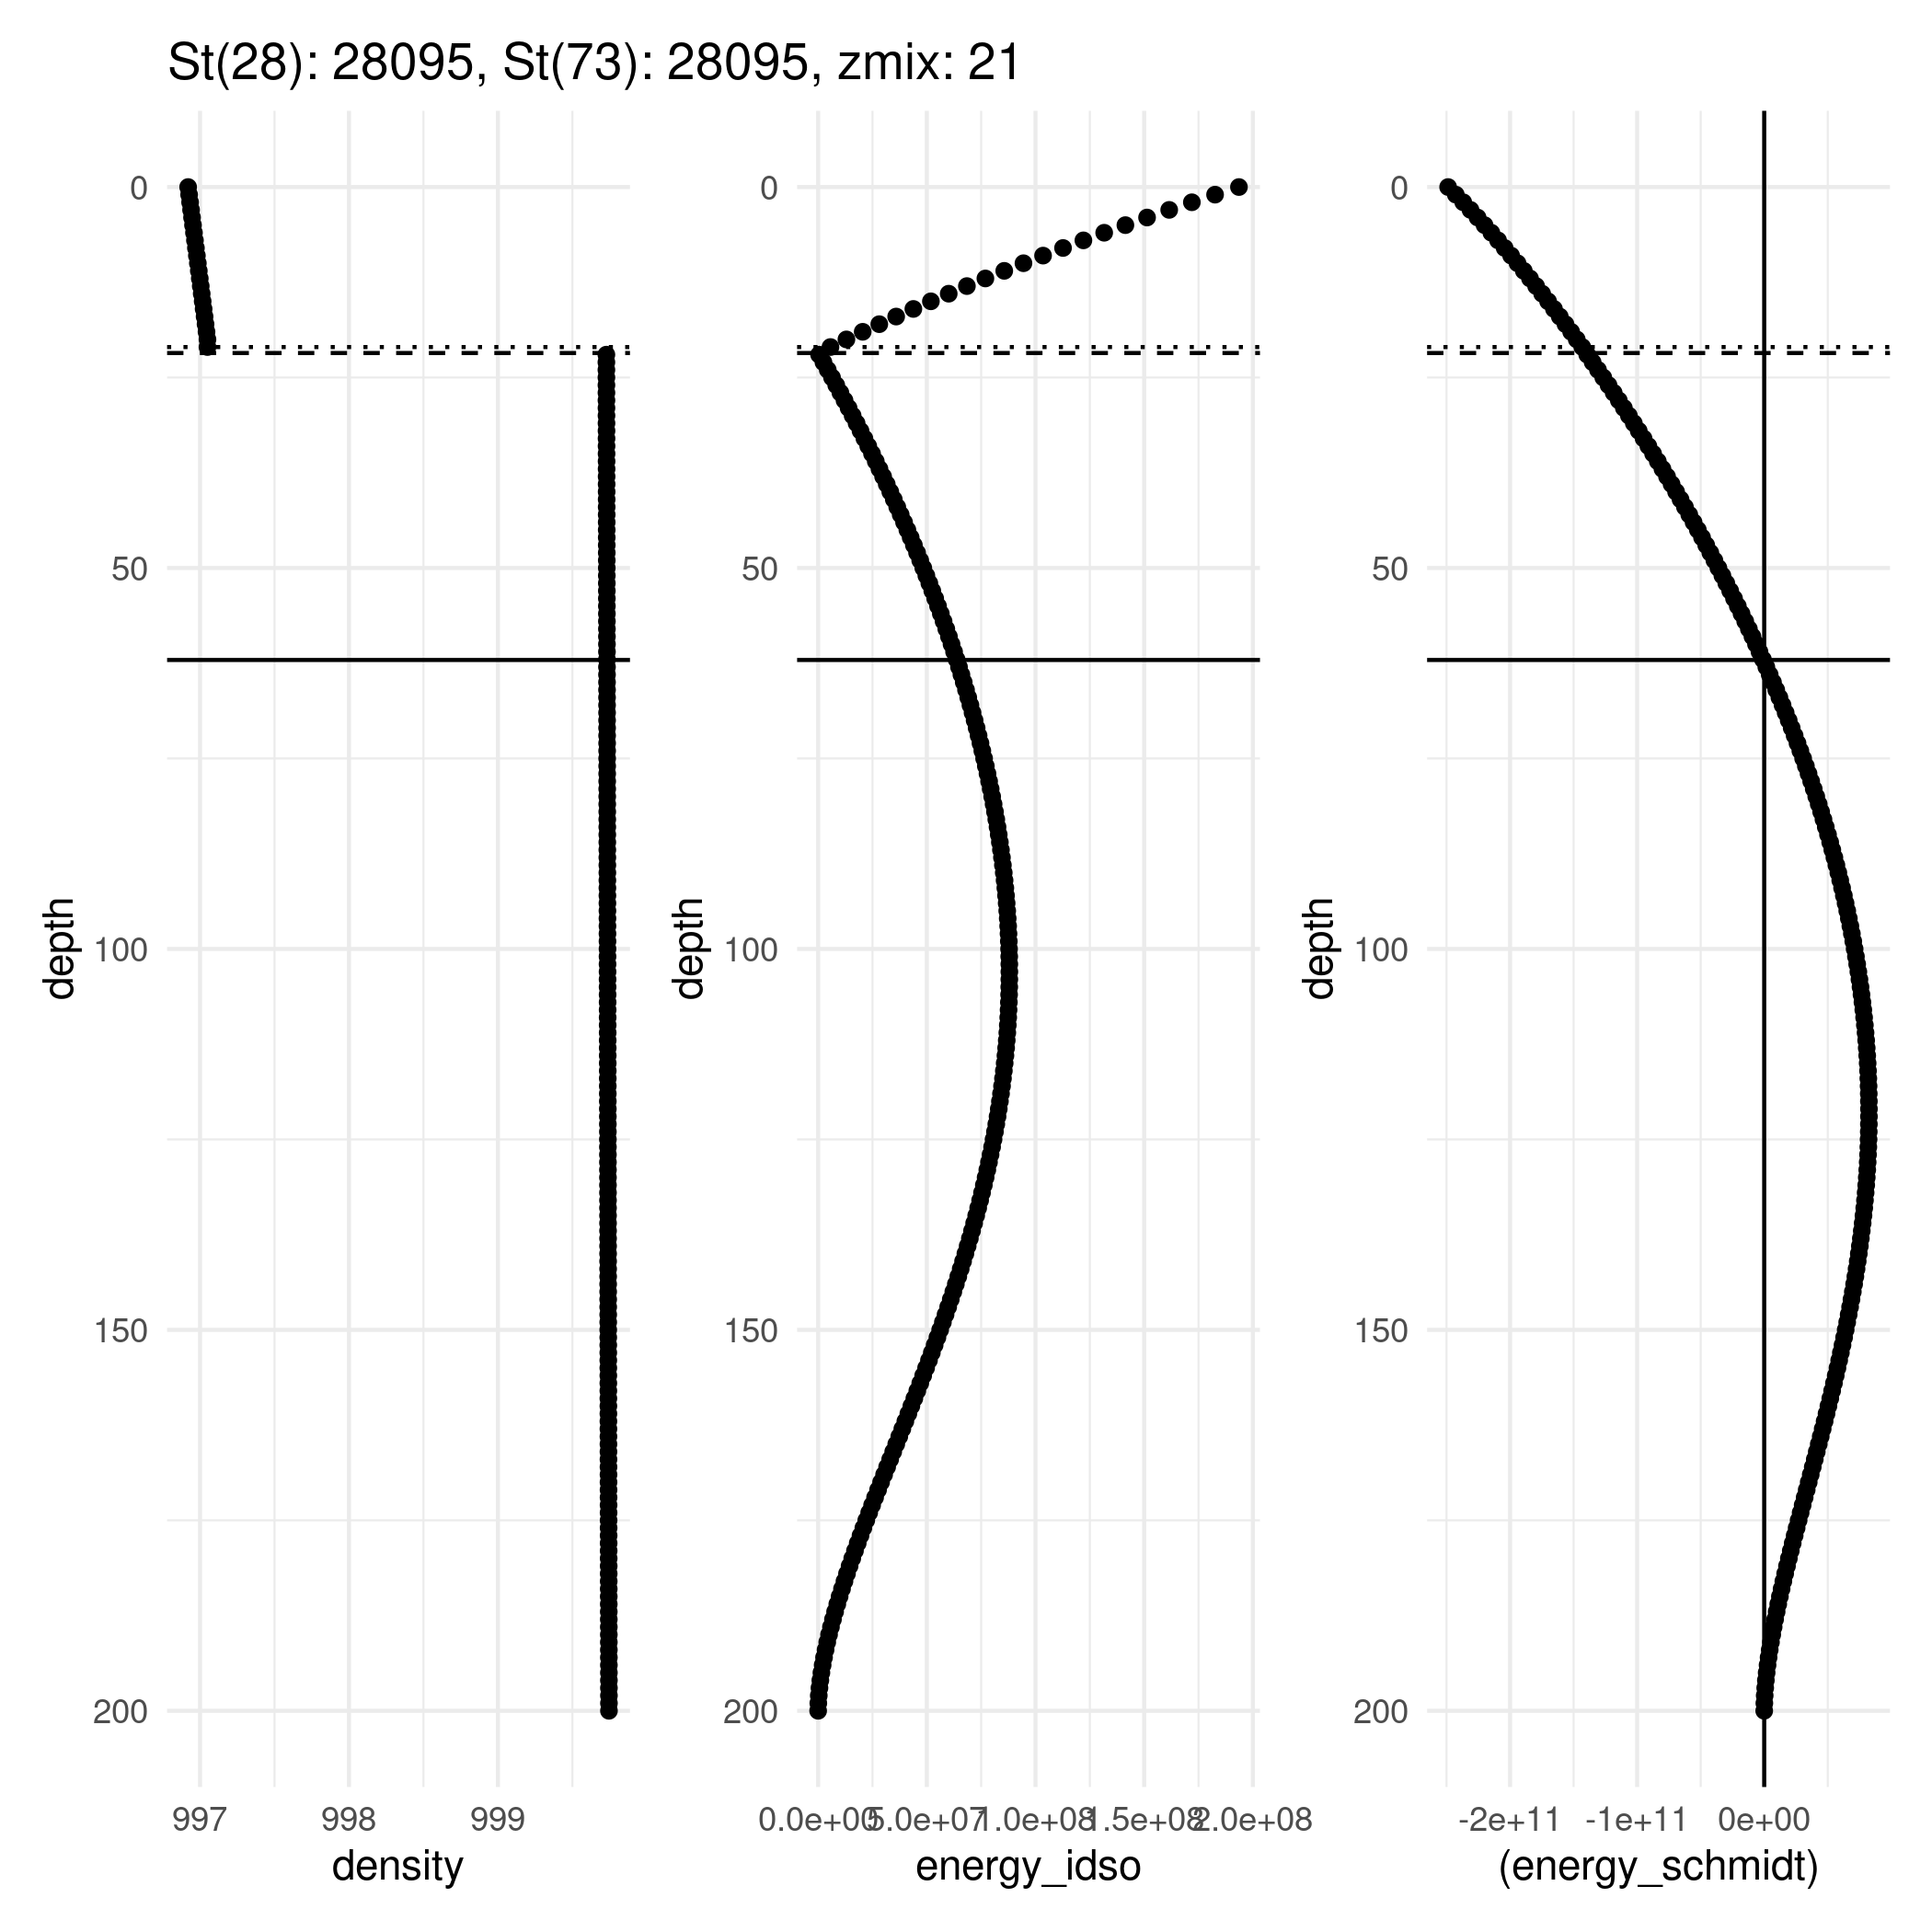 St(28): 28095, St(73): 28095, zmix: 21
0
50
100
150
200
depth
997
998
999
density
0
50
100
150
200
depth
0.0e+00
5.0e+07
1.0e+08
1.5e+08
2.0e+08
energy_idso
0
50
100
150
200
depth
-2e+11
-1e+11
0e+00
(energy_schmidt)